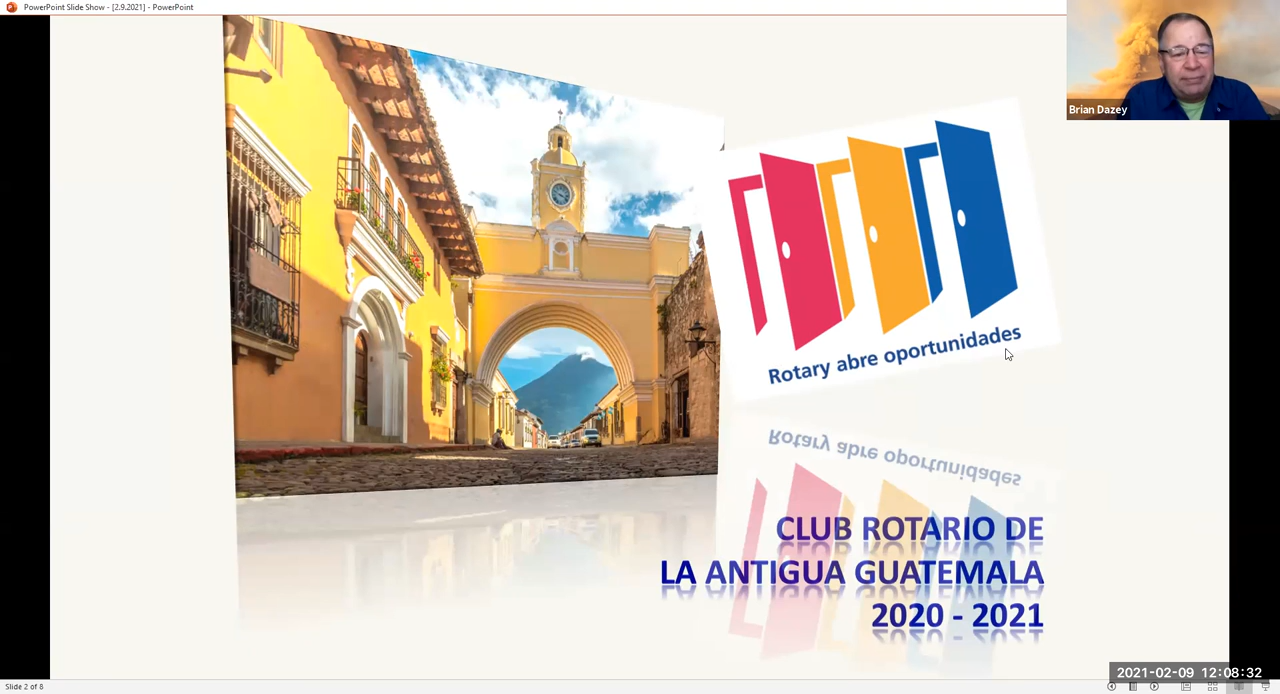 PowerPoint Slide Show - [2.9.2021] - PowerPoint
Brian Dazey
Rotary abre oportunidades
Rotary abre oportunidades
CLUB ROTARIO DE
LA ANTIGUA GUATEMALA
2020 - 2021
2021-02-09 12:08:32
Slide 2 of 8